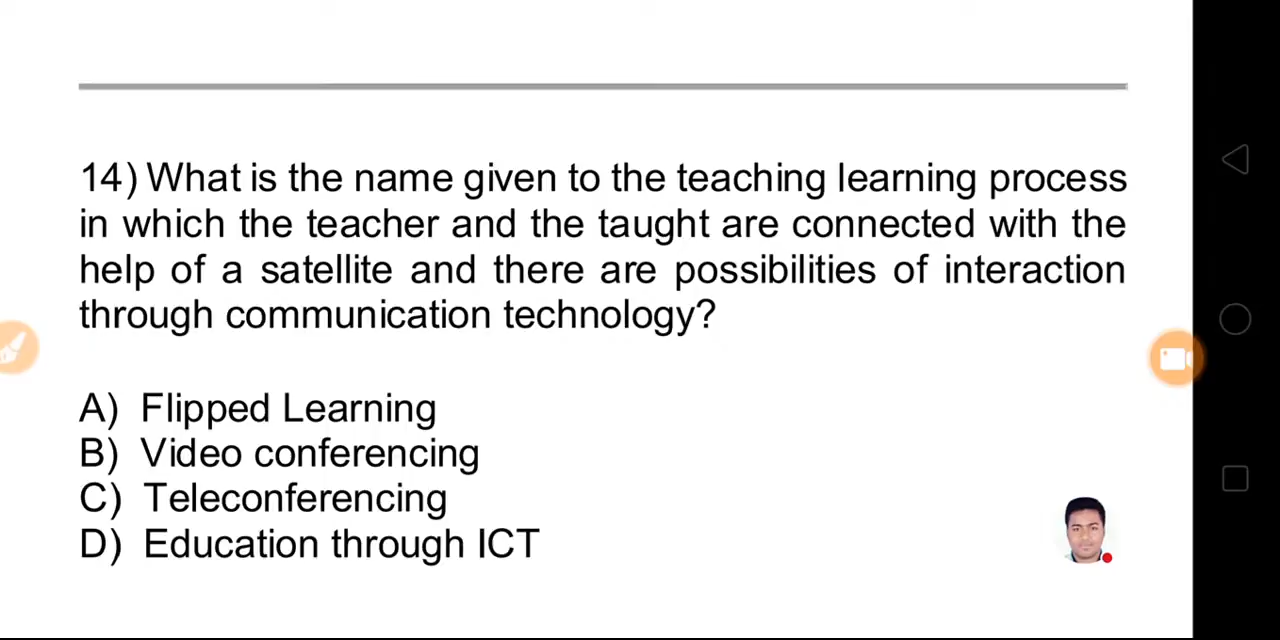 14) What is the name given to the teaching learning process
in which the teacher and the taught are connected with the
help of a satellite and there are possibilities of interaction
through communication technology?
A) Flipped Learning
B) Video conferencing
C) Teleconferencing
D) Education through ICT